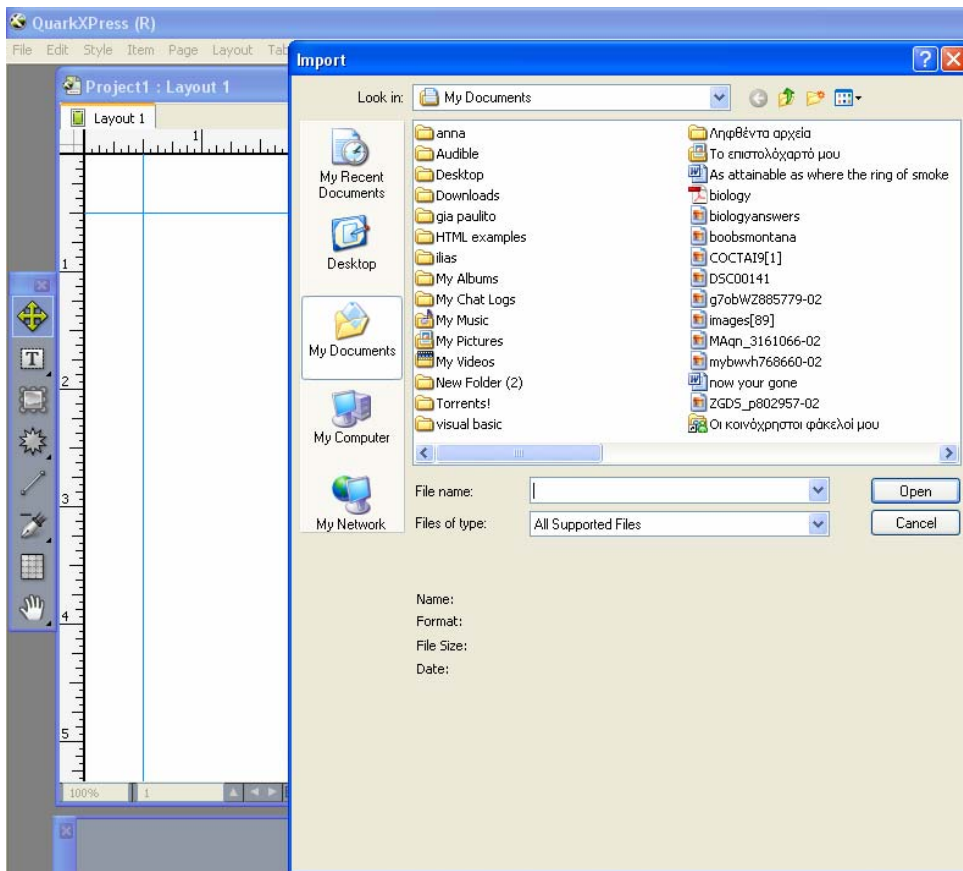 QuarkXPress (R)
File Edit Style Item Page Layout Tab
Project1 : Layout 1
Layout 1
1
1
2
3
4
5
100%
1
Import
Look in:
My Documents
My Recent
Documents
Desktop
My Documents
My Computer
My Network
anna
Audible
Desktop
Downloads
gia paulito
HTML examples
ilias
My Albums
My Chat Logs
My Music
My Pictures
My Videos
New Folder (2)
Torrents!
visual basic
Ληφθέντα αρχεία
Το επιστολόχαρτό μου
As attainable as where the ring of smoke
biology
biologyanswers
boobsmontana
COCTAI9[1]
DSC00141
g7obWZ885779-02
images[89]
MAqn_3161066-02
mybwvh768660-02
now your gone
ZGDS_p802957-02
Οι κοινόχρηστοι φάκελοί μου
File name:
Open
Files of type:
All Supported Files
Cancel
Name:
Format:
File Size:
Date: